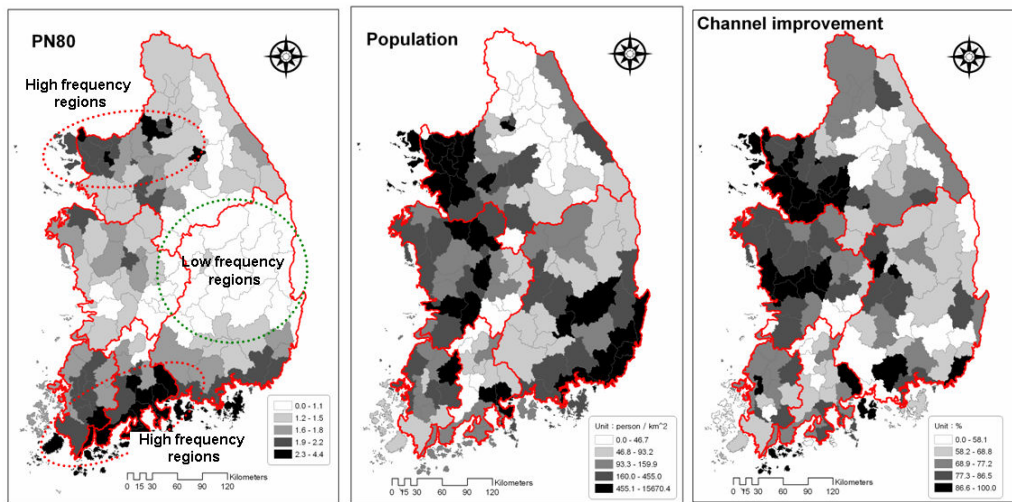 PN80
High frequency
regions
Low frequency
regions
High frequency
regions
0.0 - 1.1
1.2 - 1.5
1.6 - 1.8
1.9 - 2.2
2.3 - 4.4
Kilometers
0 15 30 60 90 120
Population
Unit : person / km^2
0.0 - 46.7
46.8 - 93.2
93.3 - 159.9
160.0 - 455.0
455.1 - 15670.4
Kilometers
0 15 30 60 90 120
Channel improvement
Unit : %
0.0 - 58.1
58.2 - 68.8
68.9 - 77.2
77.3 - 86.5
86.6 - 100.0
Kilometers
0 15 30 60 90 120